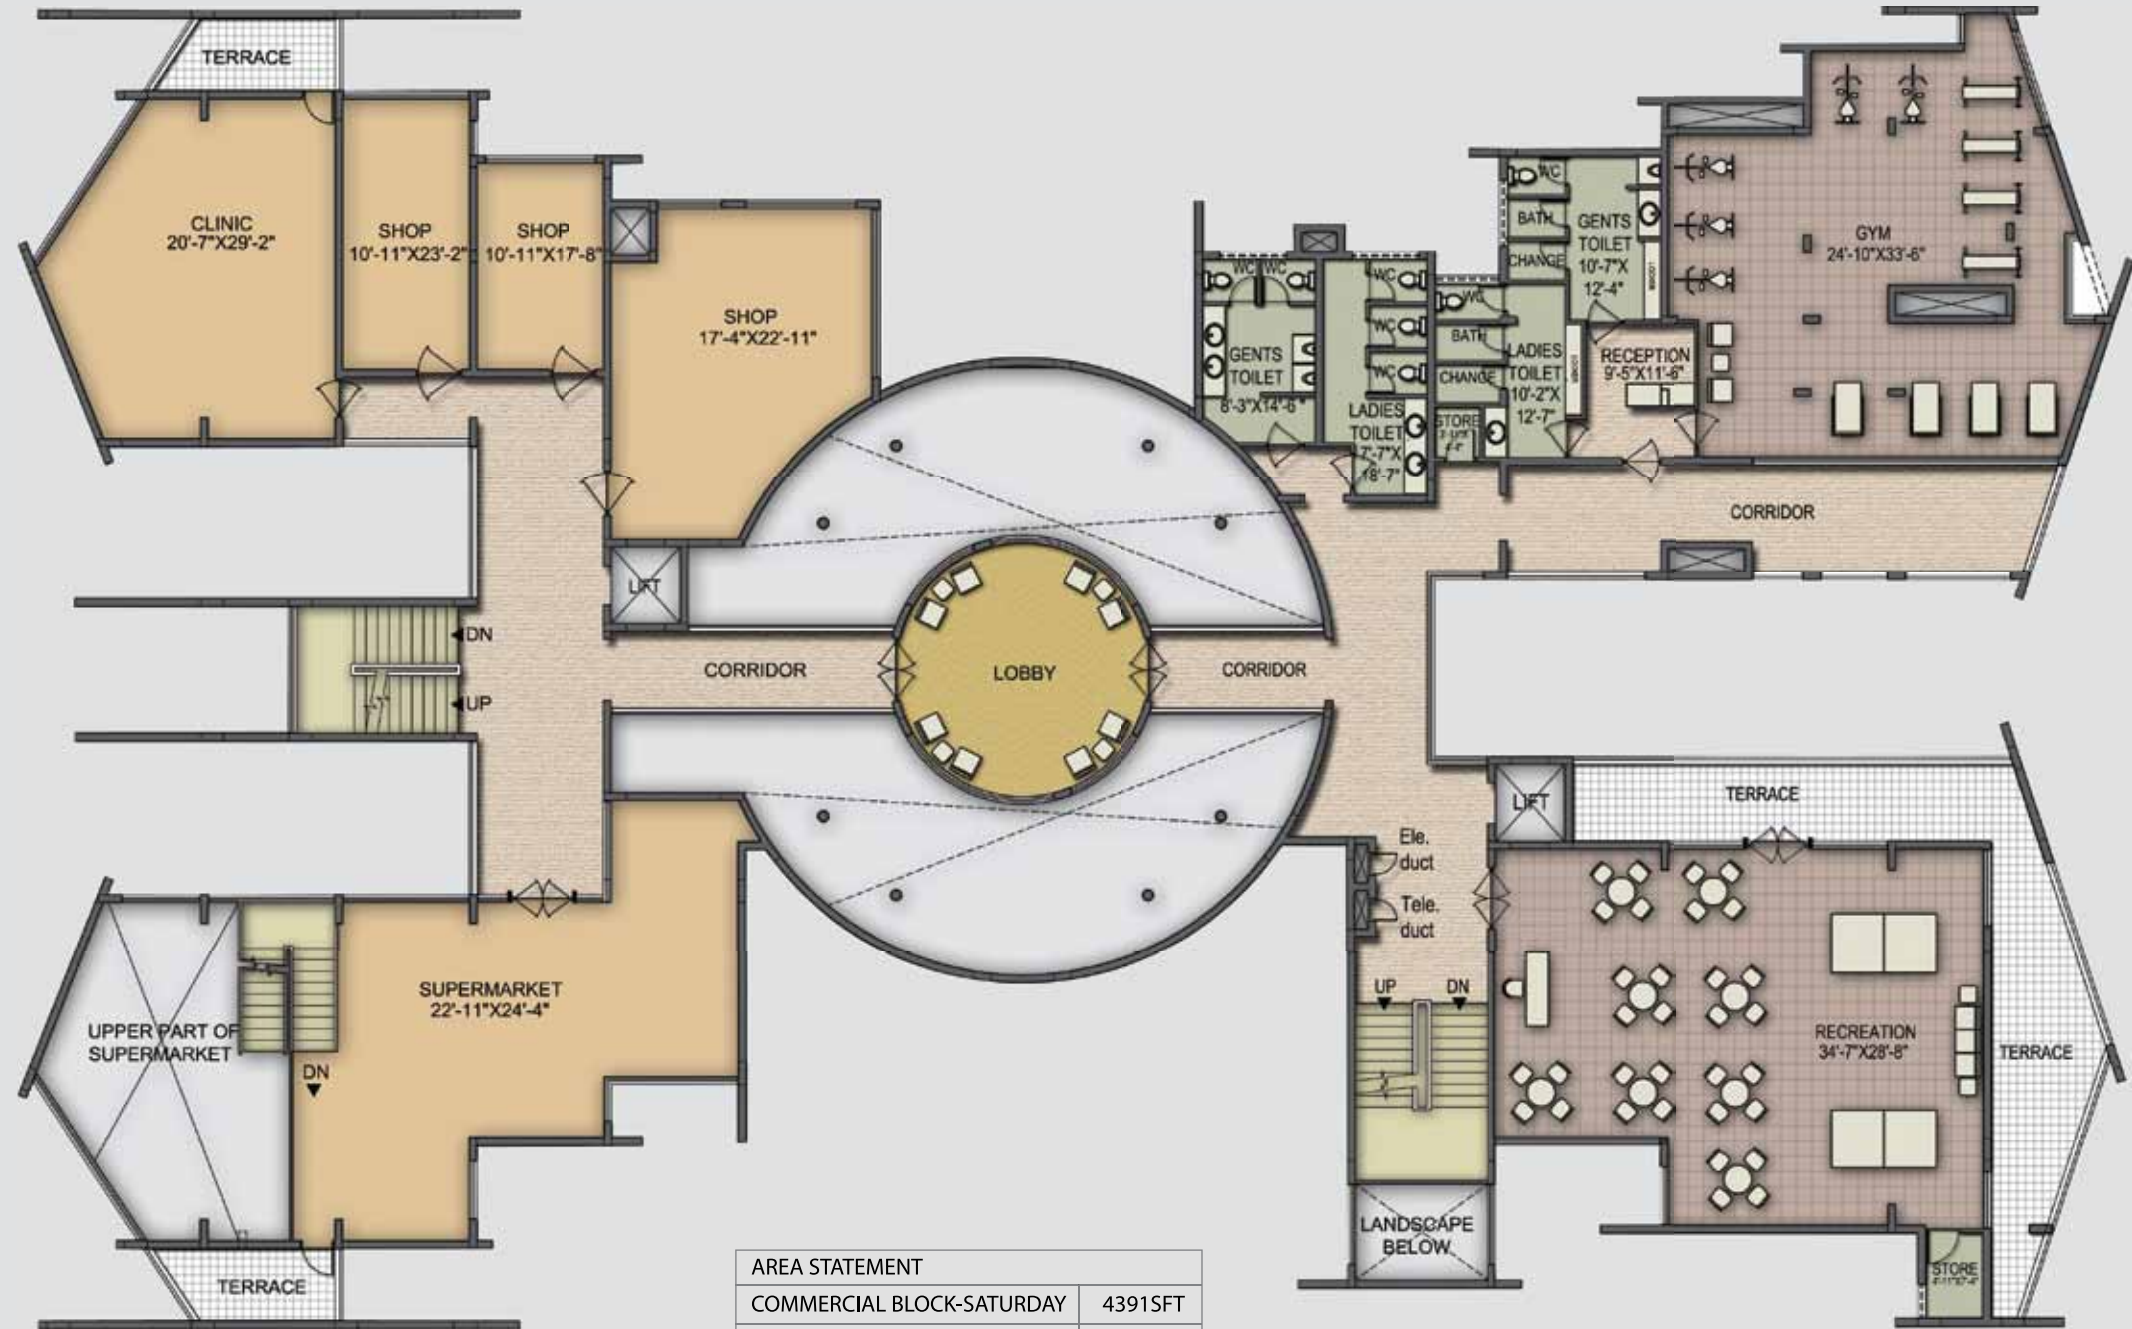 TERRACE
CLINIC
20'-7"X29'-2"
SHOP
10'-11"X23'-2"
SHOP
10'-11"X17'-8"
SHOP
17'-4"X22'-11"
LIFT
DN
UP
CORRIDOR
LOBBY
CORRIDOR
WC
WC
GENTS
TOILET
8'-3"X14'-6"
WC
WC
WC
LADIES
TOILET
7'-7"X
18'-7"
WC
BATH
CHANGE
GENTS
TOILET
10'-7"X
12'-4"
WC
BATH
CHANGE
STORE
LADIES
TOILET
10'-2"X
12'-7"
RECEPTION
9'-5"X11'-6"
GYM
24'-10"X33'-6"
CORRIDOR
UPPER PART OF
SUPERMARKET
DN
SUPERMARKET
22'-11"X24'-4"
TERRACE
Ele.
duct
Tele.
duct
UP
DN
LANDSCAPE
BELOW
LIFT
TERRACE
RECREATION
34'-7"X28'-8"
TERRACE
STORE
AREA STATEMENT
COMMERCIAL BLOCK-SATURDAY 4391SFT